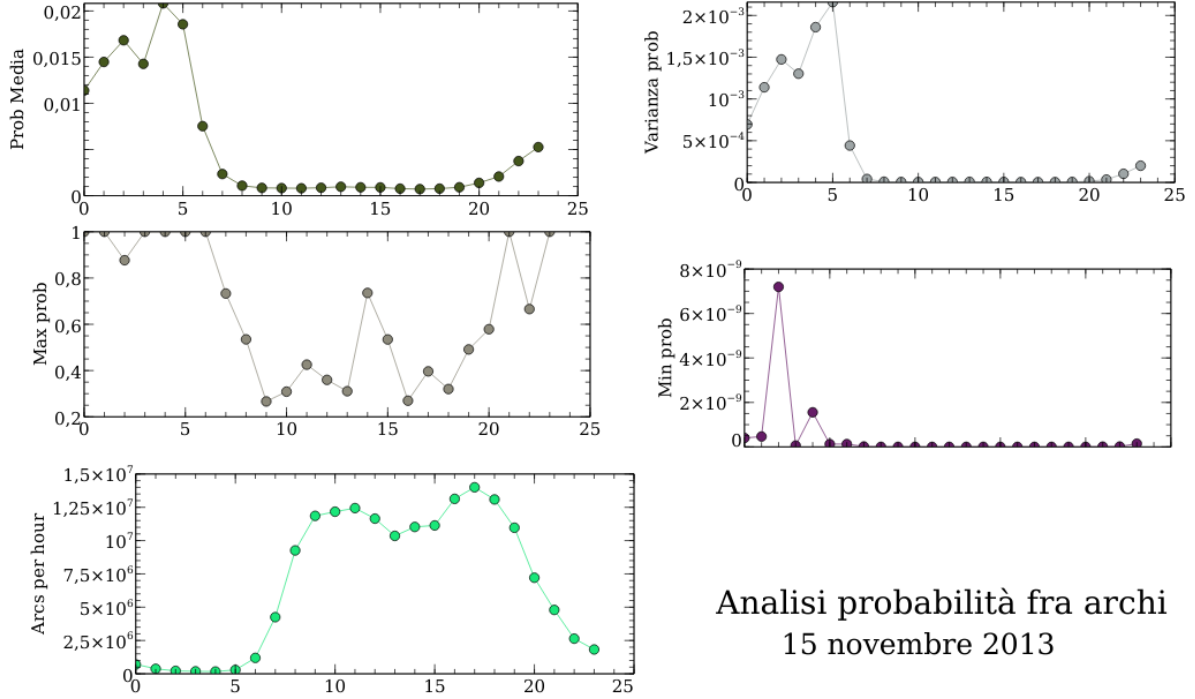 Prob Media
0,02
0,015
0,01
0
0 5 10 15 20 25
Varianza prob
2×10⁻³
1,5×10⁻³
10⁻³
5×10⁻⁴
0
0 5 10 15 20 25
Max prob
1
0,8
0,6
0,4
0,2
0 5 10 15 20 25
Min prob
8×10⁻⁹
6×10⁻⁹
4×10⁻⁹
2×10⁻⁹
0
Arcs per hour
1,5×10⁷
1,25×10⁷
10⁷
7,5×10⁶
5×10⁶
2,5×10⁶
0
0 5 10 15 20 25
Analisi probabilità fra archi
15 novembre 2013